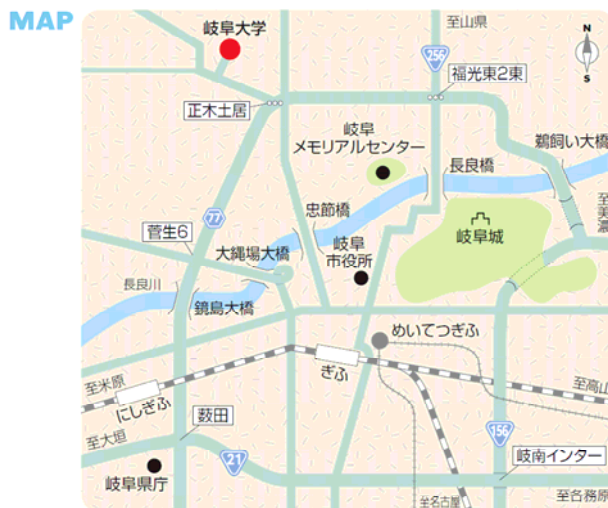 MAP
岐阜大学
至山県
N
S
256
福光東2東
正木土居
岐阜
メモリアルセンター
鵜飼い大橋
長良橋
至美濃
77
忠節橋
菅生6
大縄場大橋
岐阜
市役所
岐阜城
長良川
鏡島大橋
めいてつぎふ
ぎふ
至米原
にしぎふ
至高山
薮田
至大垣
156
21
岐南インター
岐阜県庁
至名古屋
至各務原